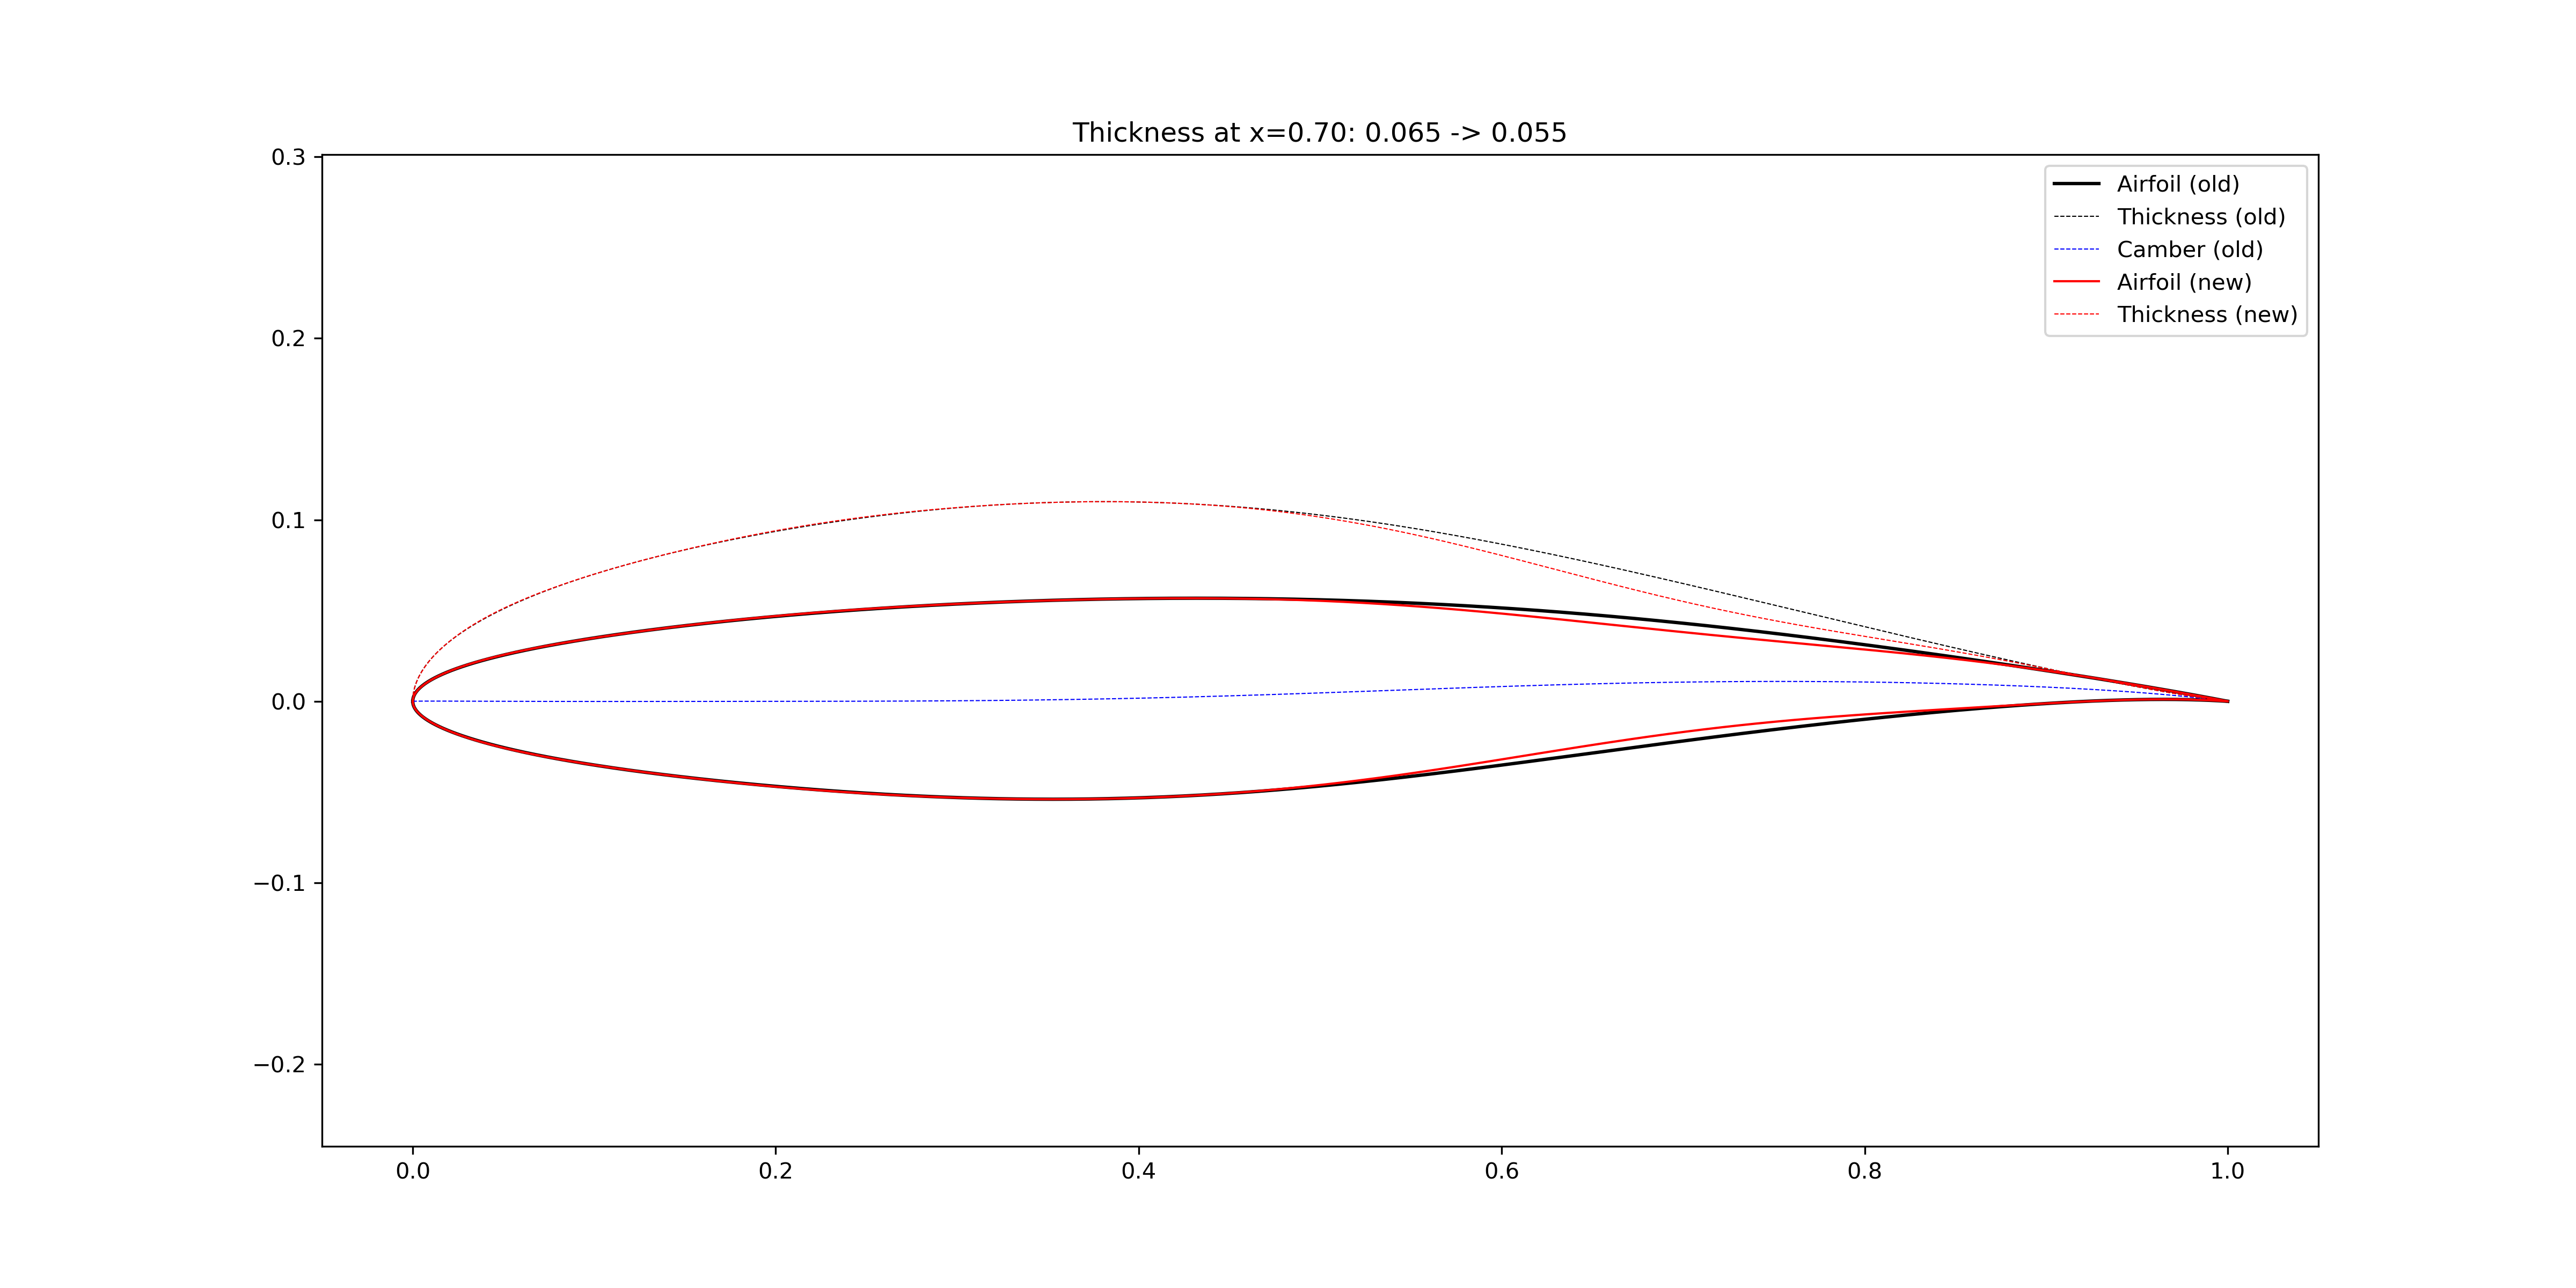 Thickness at x=0.70: 0.065 -> 0.055
0.3
0.2
0.1
0.0
−0.1
−0.2
Airfoil (old)
Thickness (old)
Camber (old)
Airfoil (new)
Thickness (new)
0.0 0.2 0.4 0.6 0.8 1.0